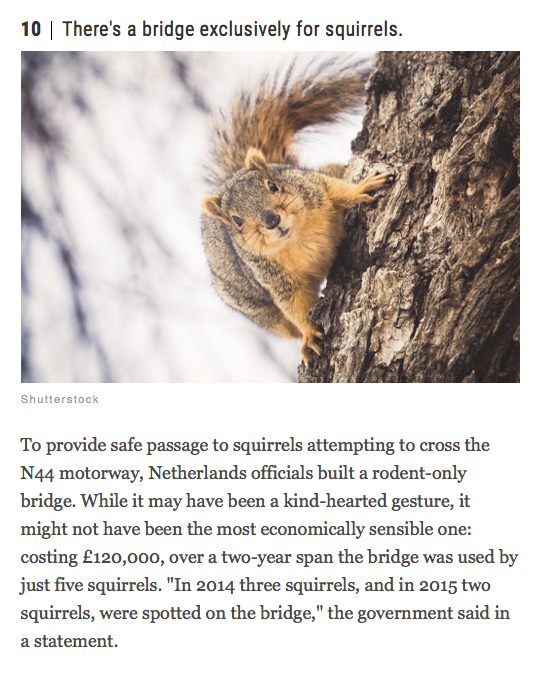 10 | There's a bridge exclusively for squirrels.
Shutterstock
To provide safe passage to squirrels attempting to cross the
N44 motorway, Netherlands officials built a rodent-only
bridge. While it may have been a kind-hearted gesture, it
might not have been the most economically sensible one:
costing £120,000, over a two-year span the bridge was used by
just five squirrels. "In 2014 three squirrels, and in 2015 two
squirrels, were spotted on the bridge," the government said in
a statement.